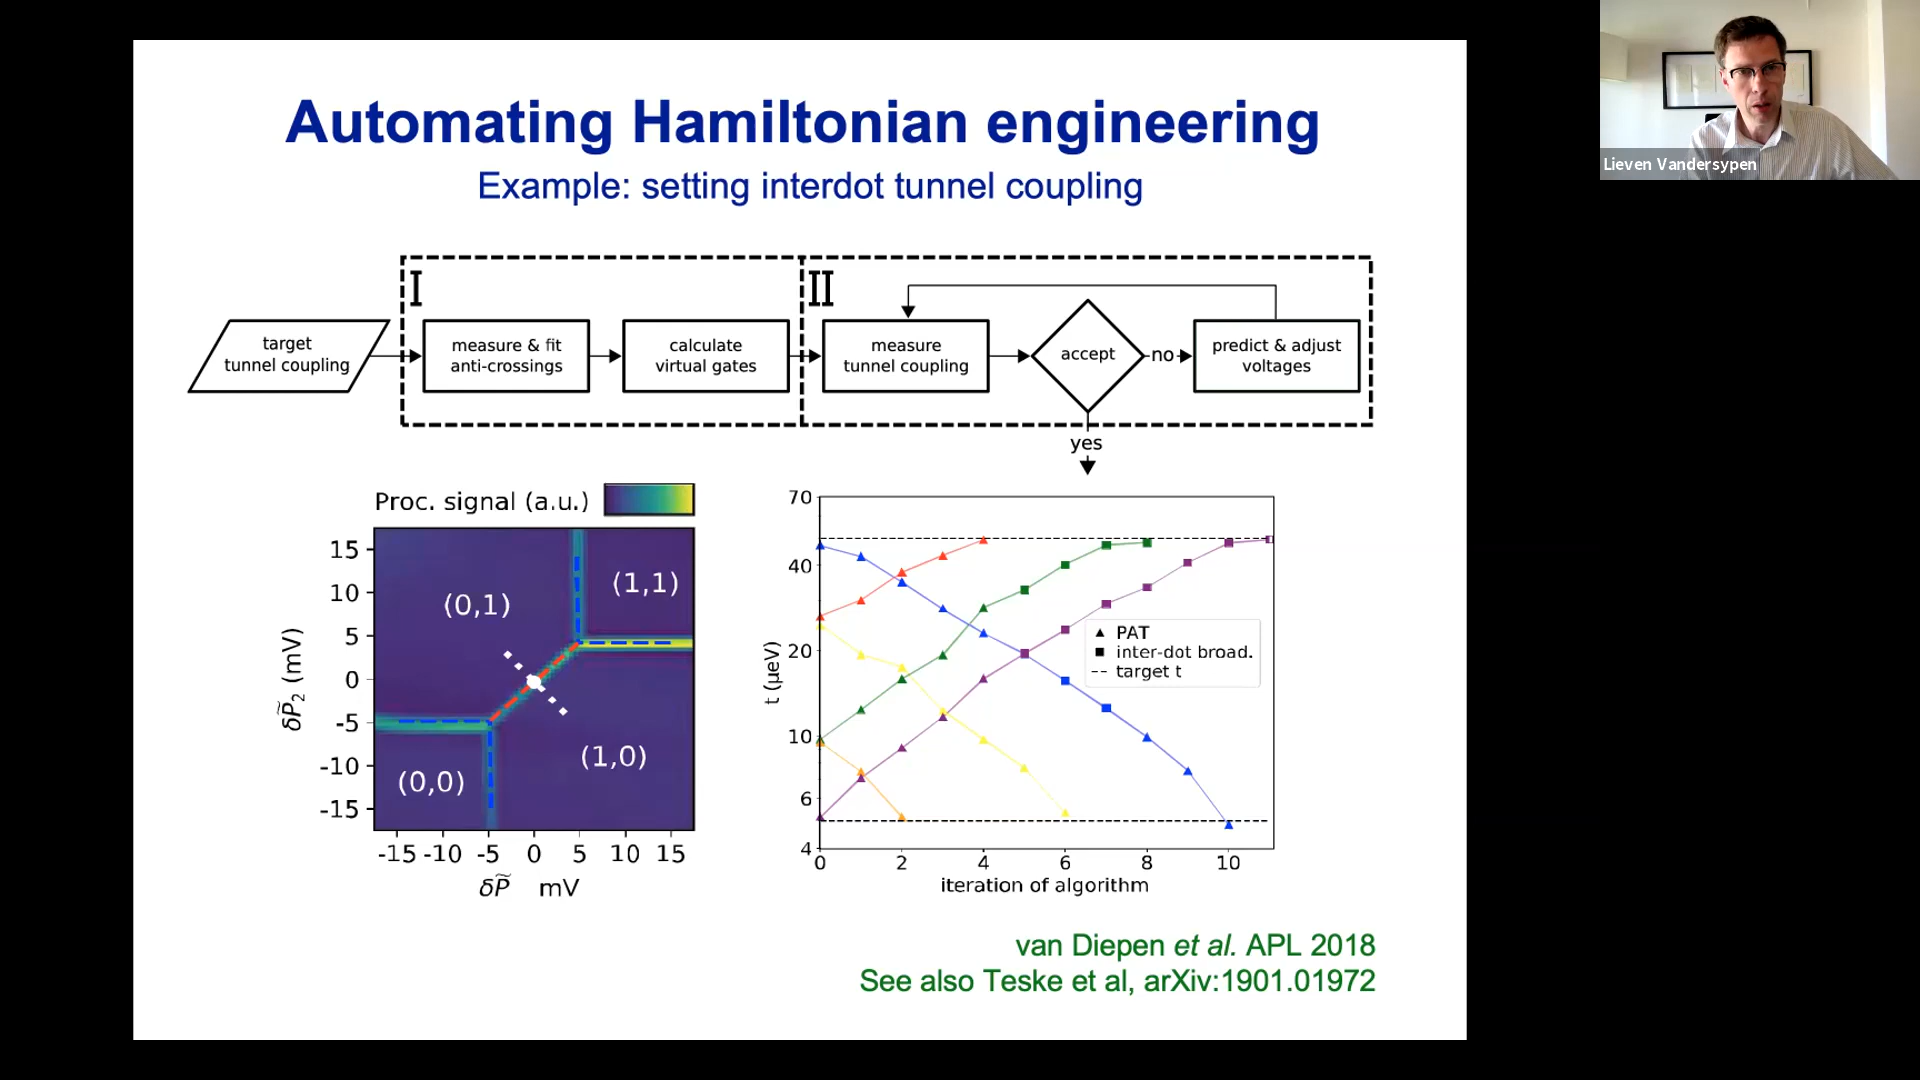 Automating Hamiltonian engineering
Example: setting interdot tunnel coupling
Lieven Vandersypen
I
II
target
tunnel coupling
measure & fit
anti-crossings
calculate
virtual gates
measure
tunnel coupling
accept
no
predict & adjust
voltages
yes
Proc. signal (a.u.)
15
10
5
0
-5
-10
-15
δP̃₂ (mV)
(0,1)
(1,1)
(0,0)
(1,0)
-15 -10 -5 0 5 10 15
δP̃ mV
70
40
20
10
6
4
t (μeV)
PAT
inter-dot broad.
target t
0 2 4 6 8 10
iteration of algorithm
van Diepen et al. APL 2018
See also Teske et al, arXiv:1901.01972